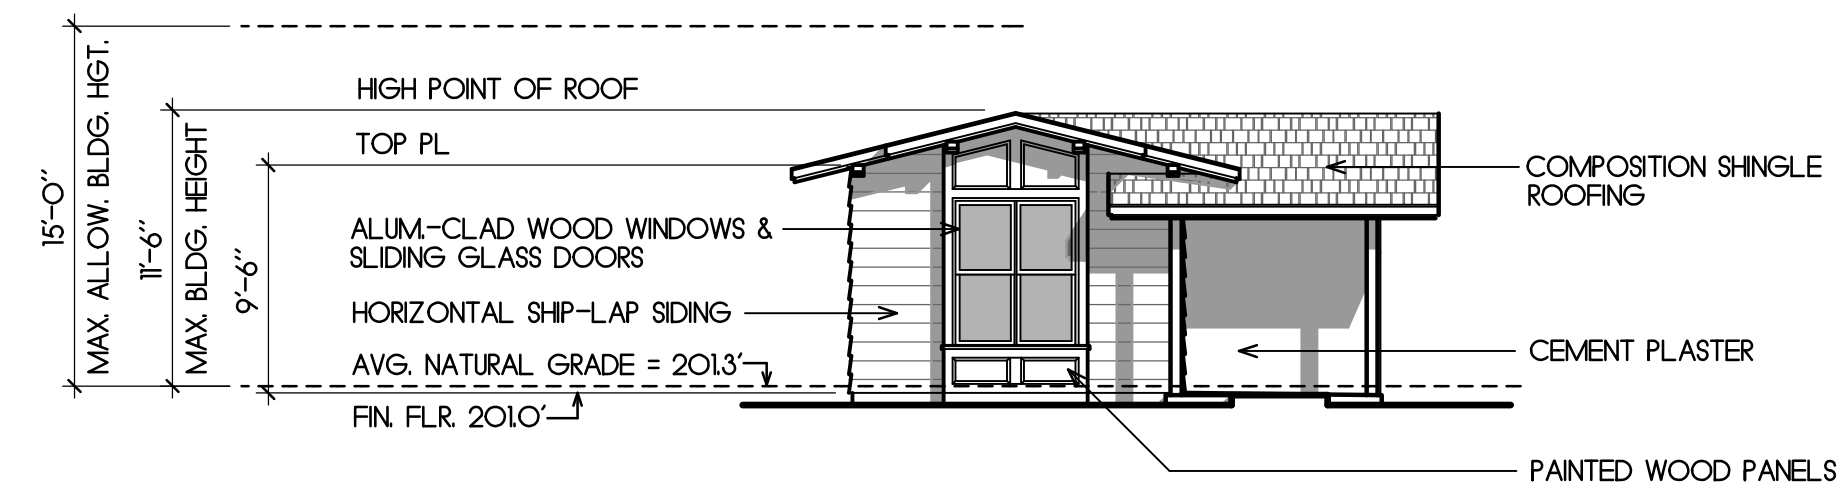 15'-0"
MAX. ALLOW. BLDG. HGT.
11'-6"
MAX. BLDG. HEIGHT
9'-6"
HIGH POINT OF ROOF
TOP PL
ALUM.-CLAD WOOD WINDOWS &
SLIDING GLASS DOORS
HORIZONTAL SHIP-LAP SIDING
AVG. NATURAL GRADE = 201.3'
FIN. FLR. 201.0'
COMPOSITION SHINGLE
ROOFING
CEMENT PLASTER
PAINTED WOOD PANELS